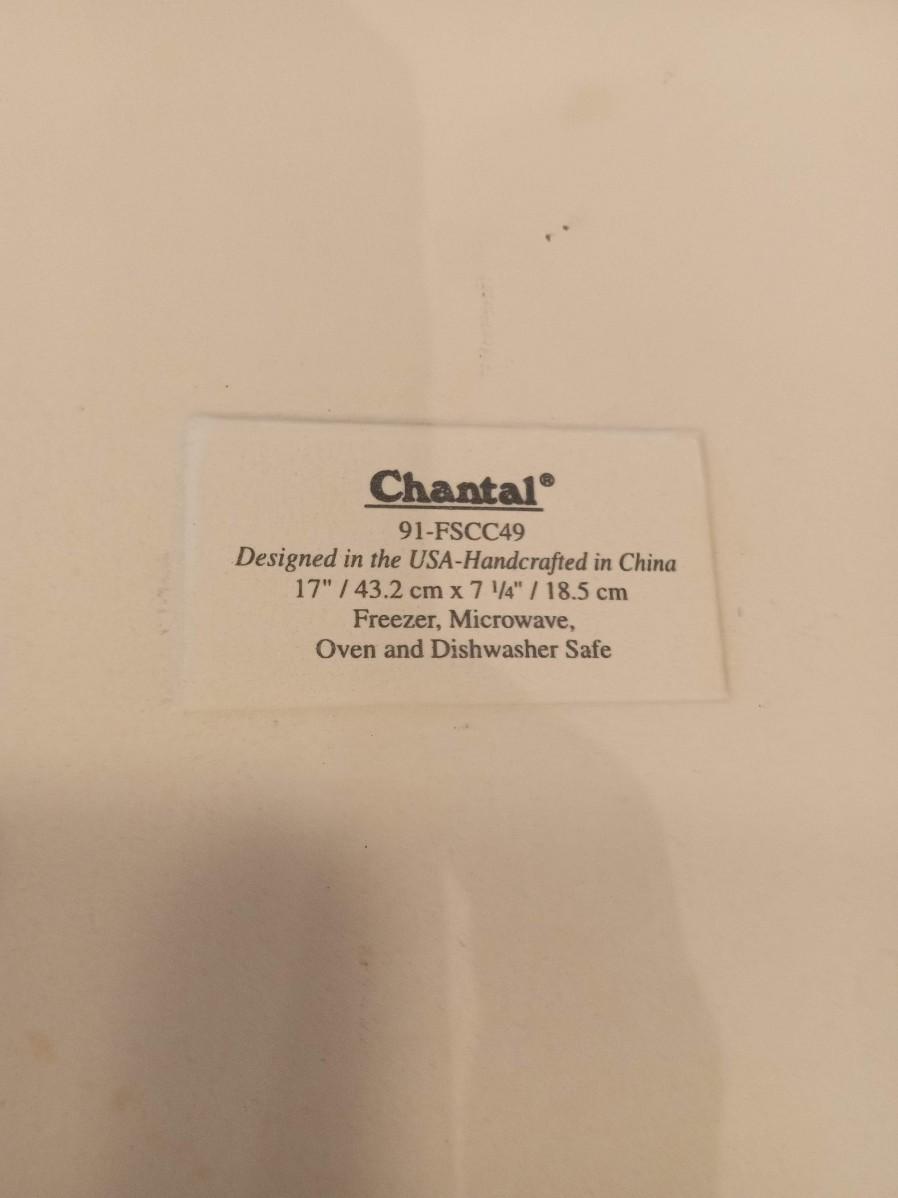 Chantal®
91-FSCC49
Designed in the USA-Handcrafted in China
17" / 43.2 cm x 7 1/4" / 18.5 cm
Freezer, Microwave,
Oven and Dishwasher Safe